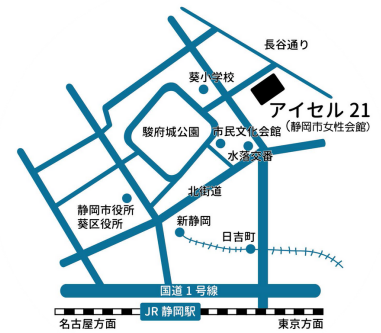 長谷通り
葵小学校
アイセル 21
（静岡市女性会館）
駿府城公園
市民文化会館
水落交番
北街道
静岡市役所
葵区役所
新静岡
日吉町
国道1号線
JR 静岡駅
名古屋方面
東京方面